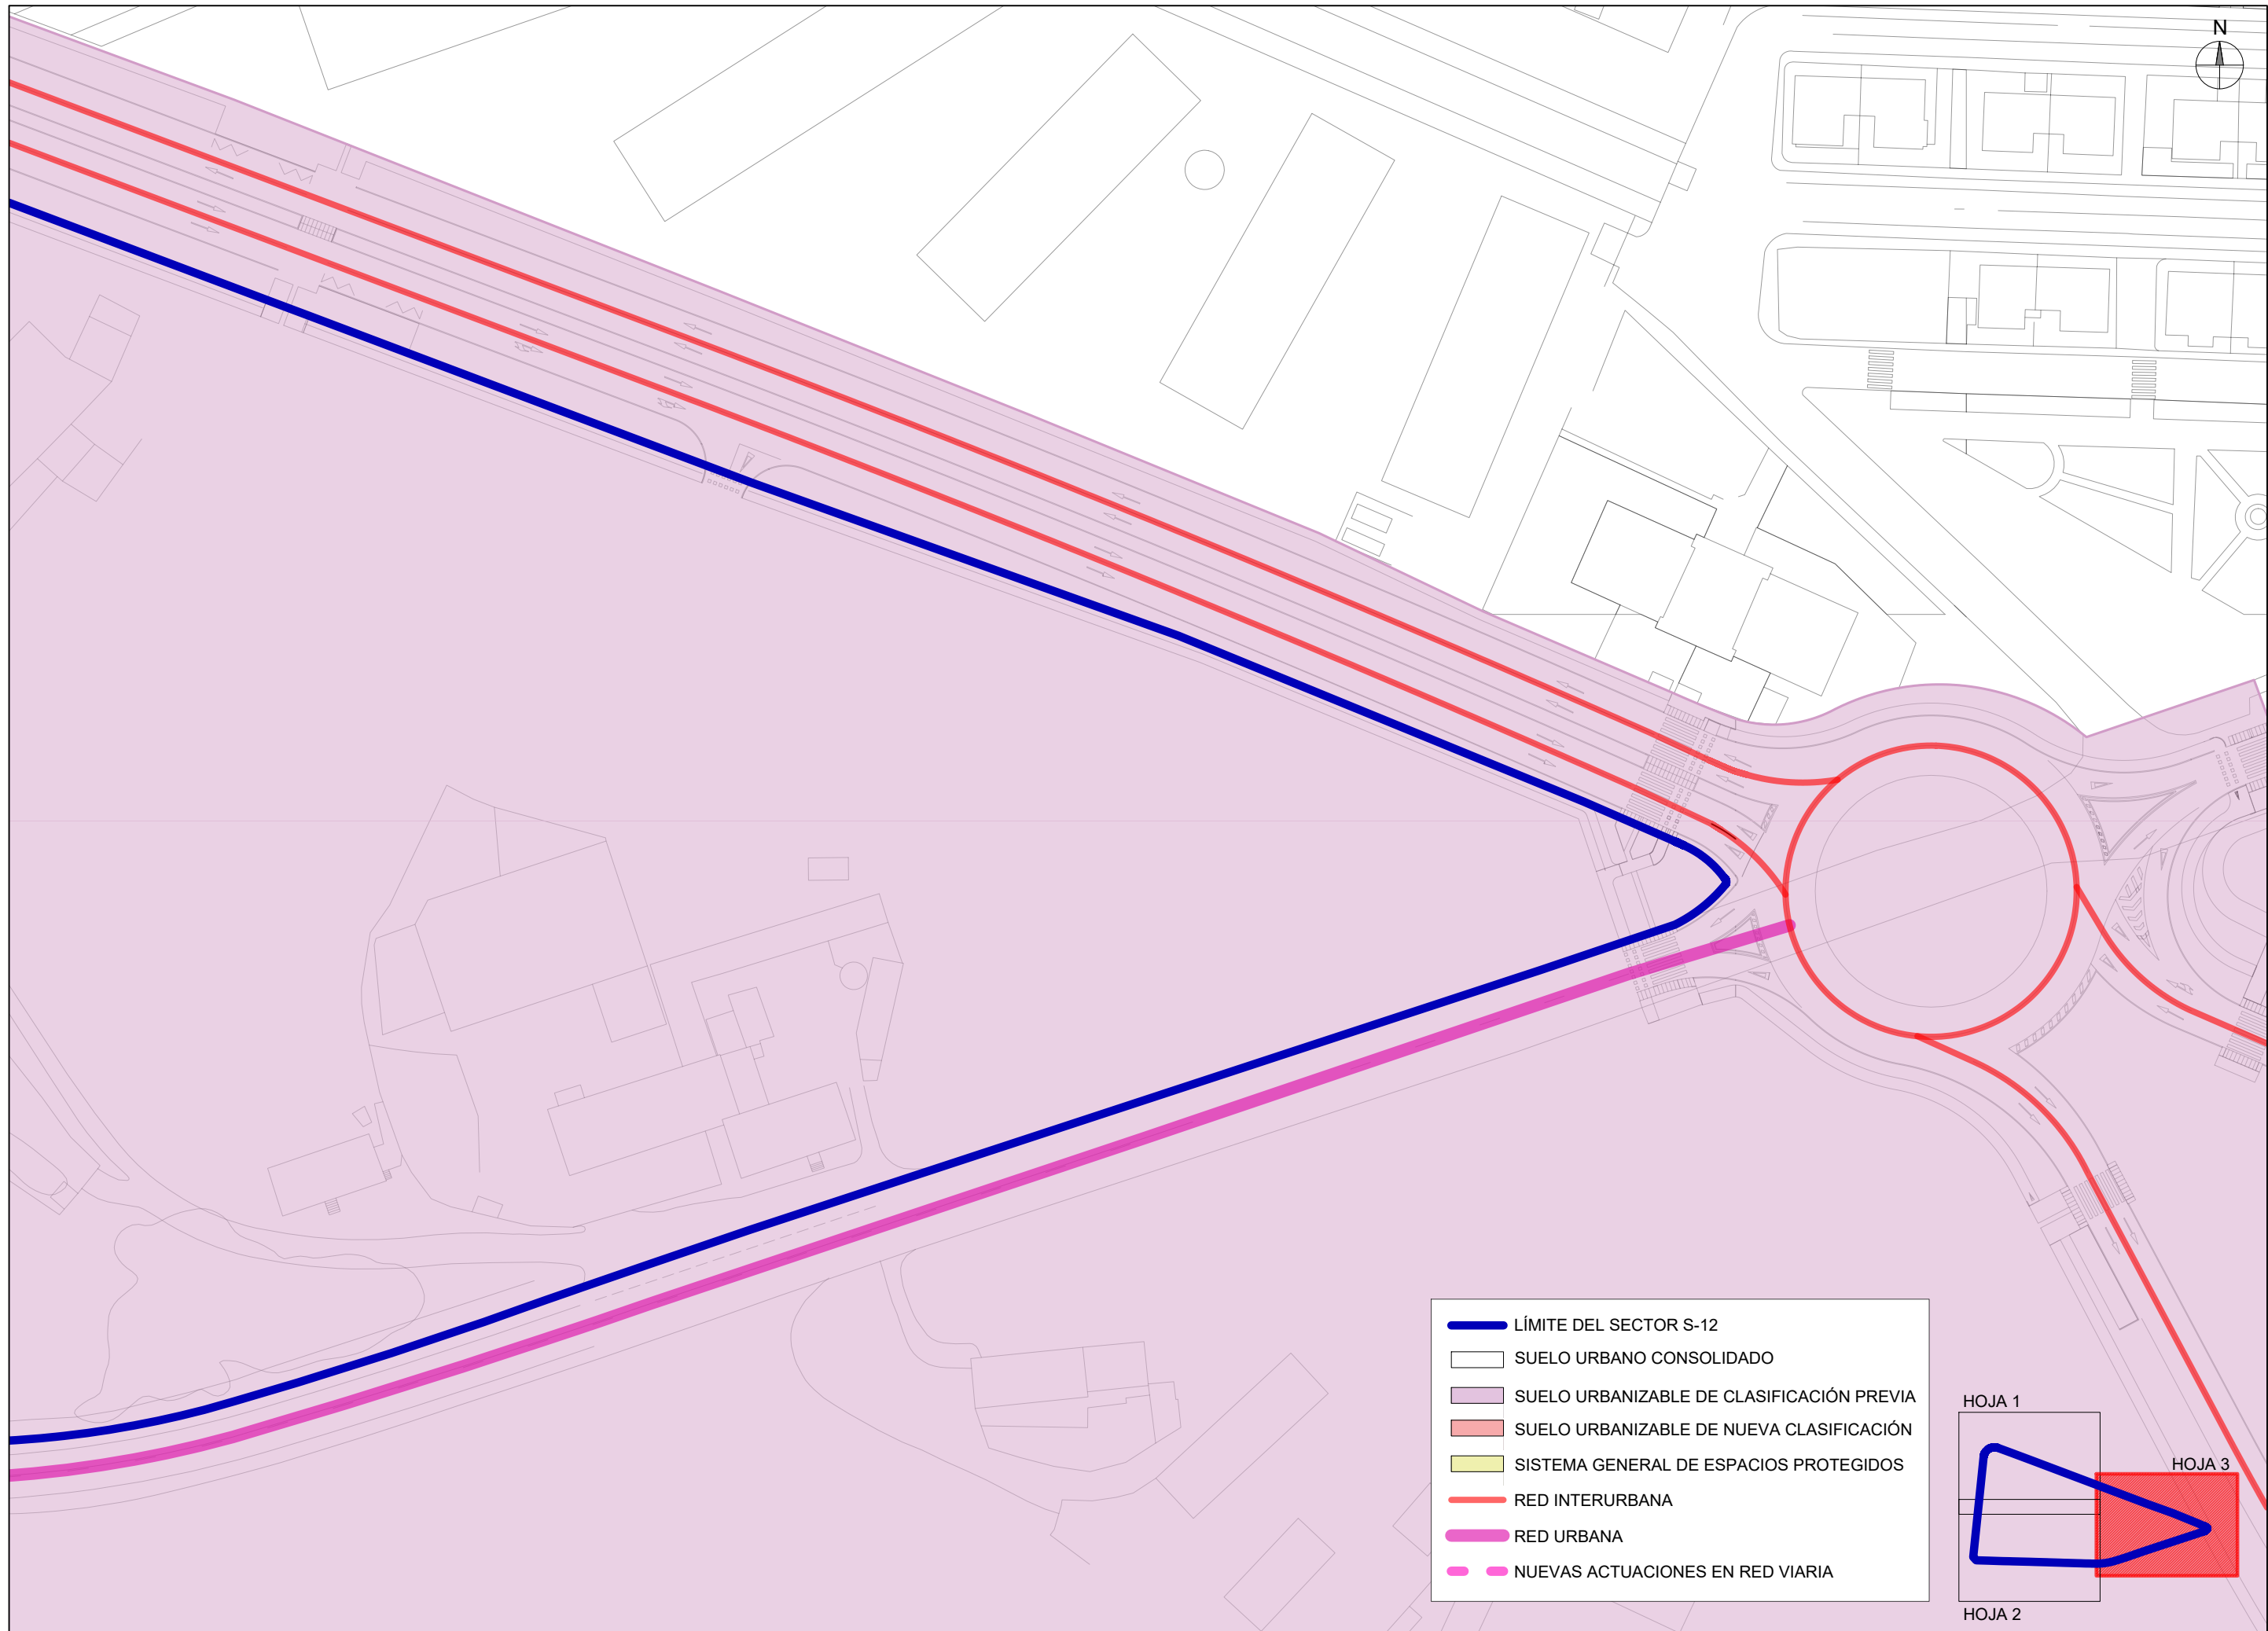 N
LÍMITE DEL SECTOR S-12
SUELO URBANO CONSOLIDADO
SUELO URBANIZABLE DE CLASIFICACIÓN PREVIA
SUELO URBANIZABLE DE NUEVA CLASIFICACIÓN
SISTEMA GENERAL DE ESPACIOS PROTEGIDOS
RED INTERURBANA
RED URBANA
NUEVAS ACTUACIONES EN RED VIARIA
HOJA 1
HOJA 3
HOJA 2